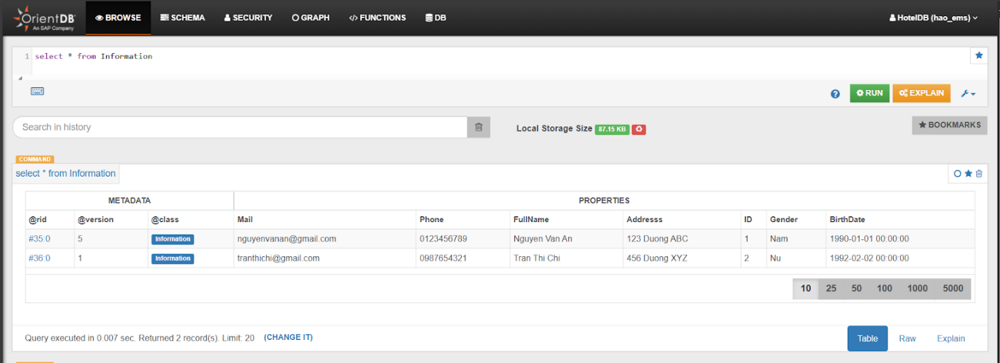 OrientDB BROWSE SCHEMA SECURITY GRAPH FUNCTIONS DB HotelDB (hao_ems)
An SAP Company
1 select * from Information
RUN EXPLAIN
Search in history Local Storage Size 87.15 KB BOOKMARKS
COMMAND
select * from Information
METADATA PROPERTIES
@rid @version @class Mail Phone FullName Addresss ID Gender BirthDate
#35:0 5 Information nguyenvanan@gmail.com 0123456789 Nguyen Van An 123 Duong ABC 1 Nam 1990-01-01 00:00:00
#36:0 1 Information tranthichi@gmail.com 0987654321 Tran Thi Chi 456 Duong XYZ 2 Nu 1992-02-02 00:00:00
10 25 50 100 1000 5000
Query executed in 0.007 sec. Returned 2 record(s). Limit: 20 (CHANGE IT) Table Raw Explain